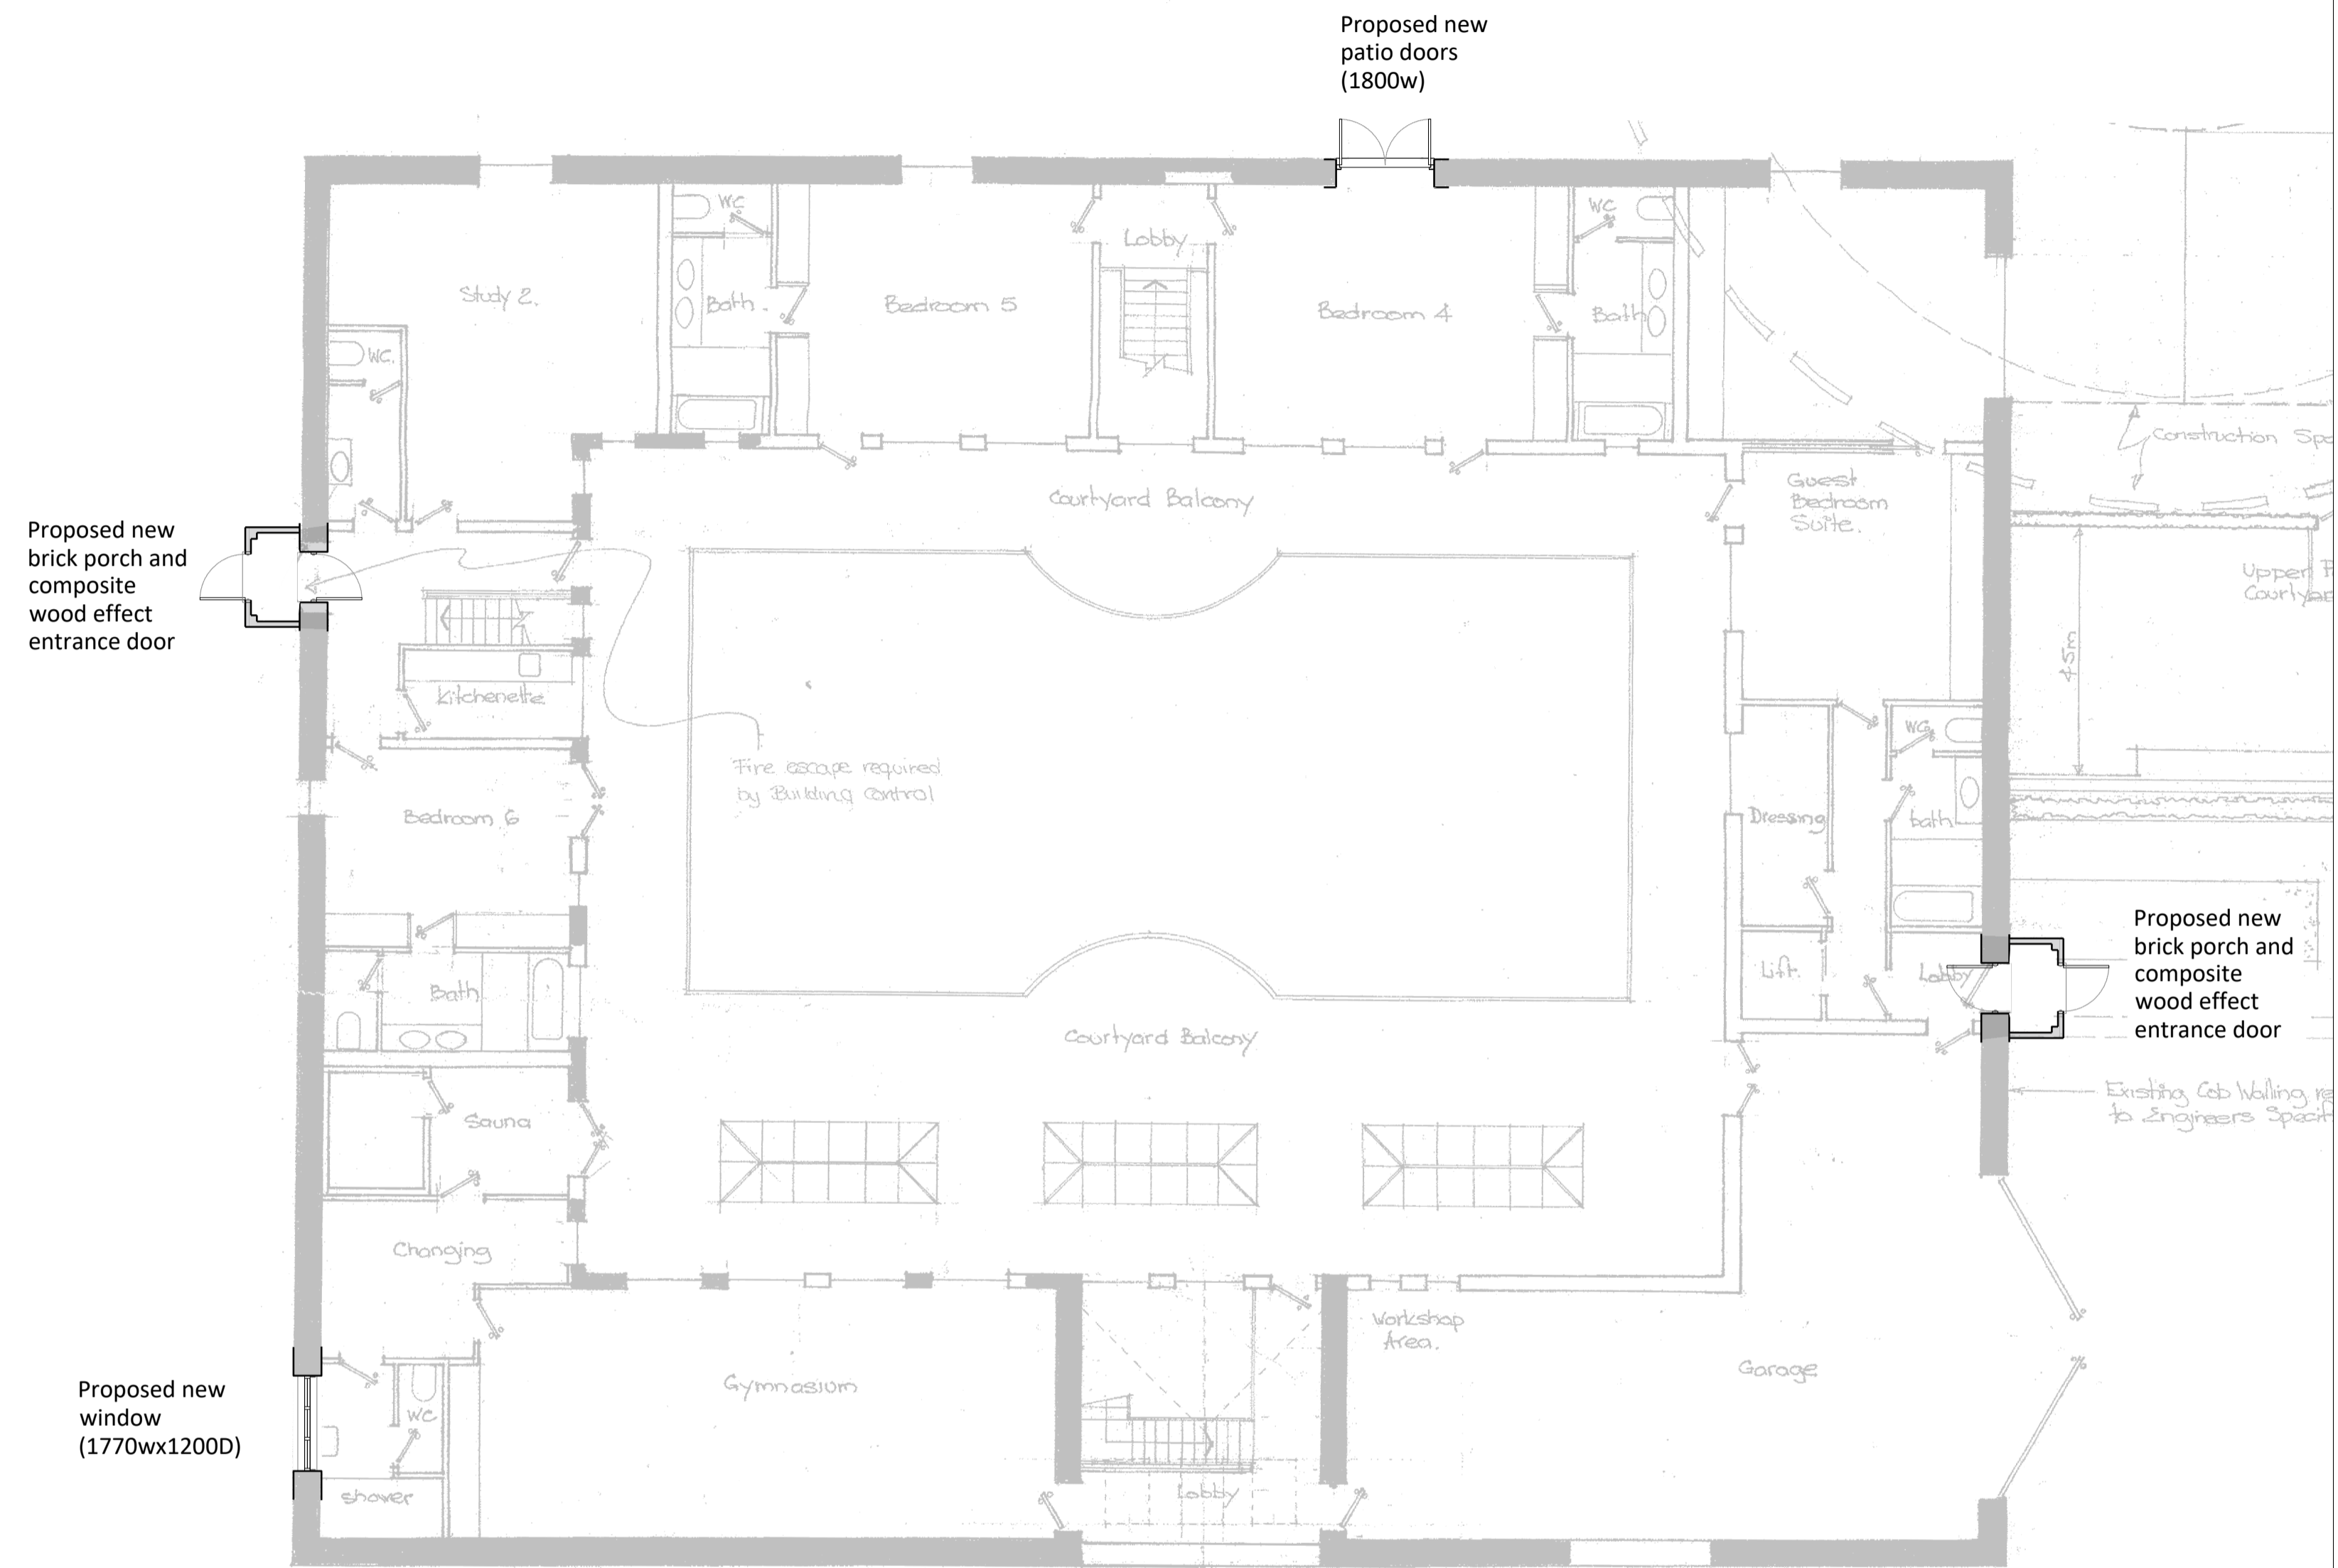 Proposed new
patio doors
(1800w)
WC
Lobby
WC
Study 2.
Bath.
Bedroom 5
Bedroom 4
Bath
WC.
Construction
Courtyard Balcony
Guest
Bedroom
Suite.
Proposed new
brick porch and
composite
wood effect
entrance door
Upper
4.5m
Kitchenette
WC
Fire escape required
by Building Control
Bedroom 6
Dressing
bath
Proposed new
brick porch and
composite
wood effect
entrance door
Lift.
Lobby
Bath
Courtyard Balcony
Existing Cob Walling
to Engineers
Sauna
Changing
Workshop
Area.
Garage
Gymnasium
Proposed new
window
(1770wx1200D)
WC
shower
Lobby